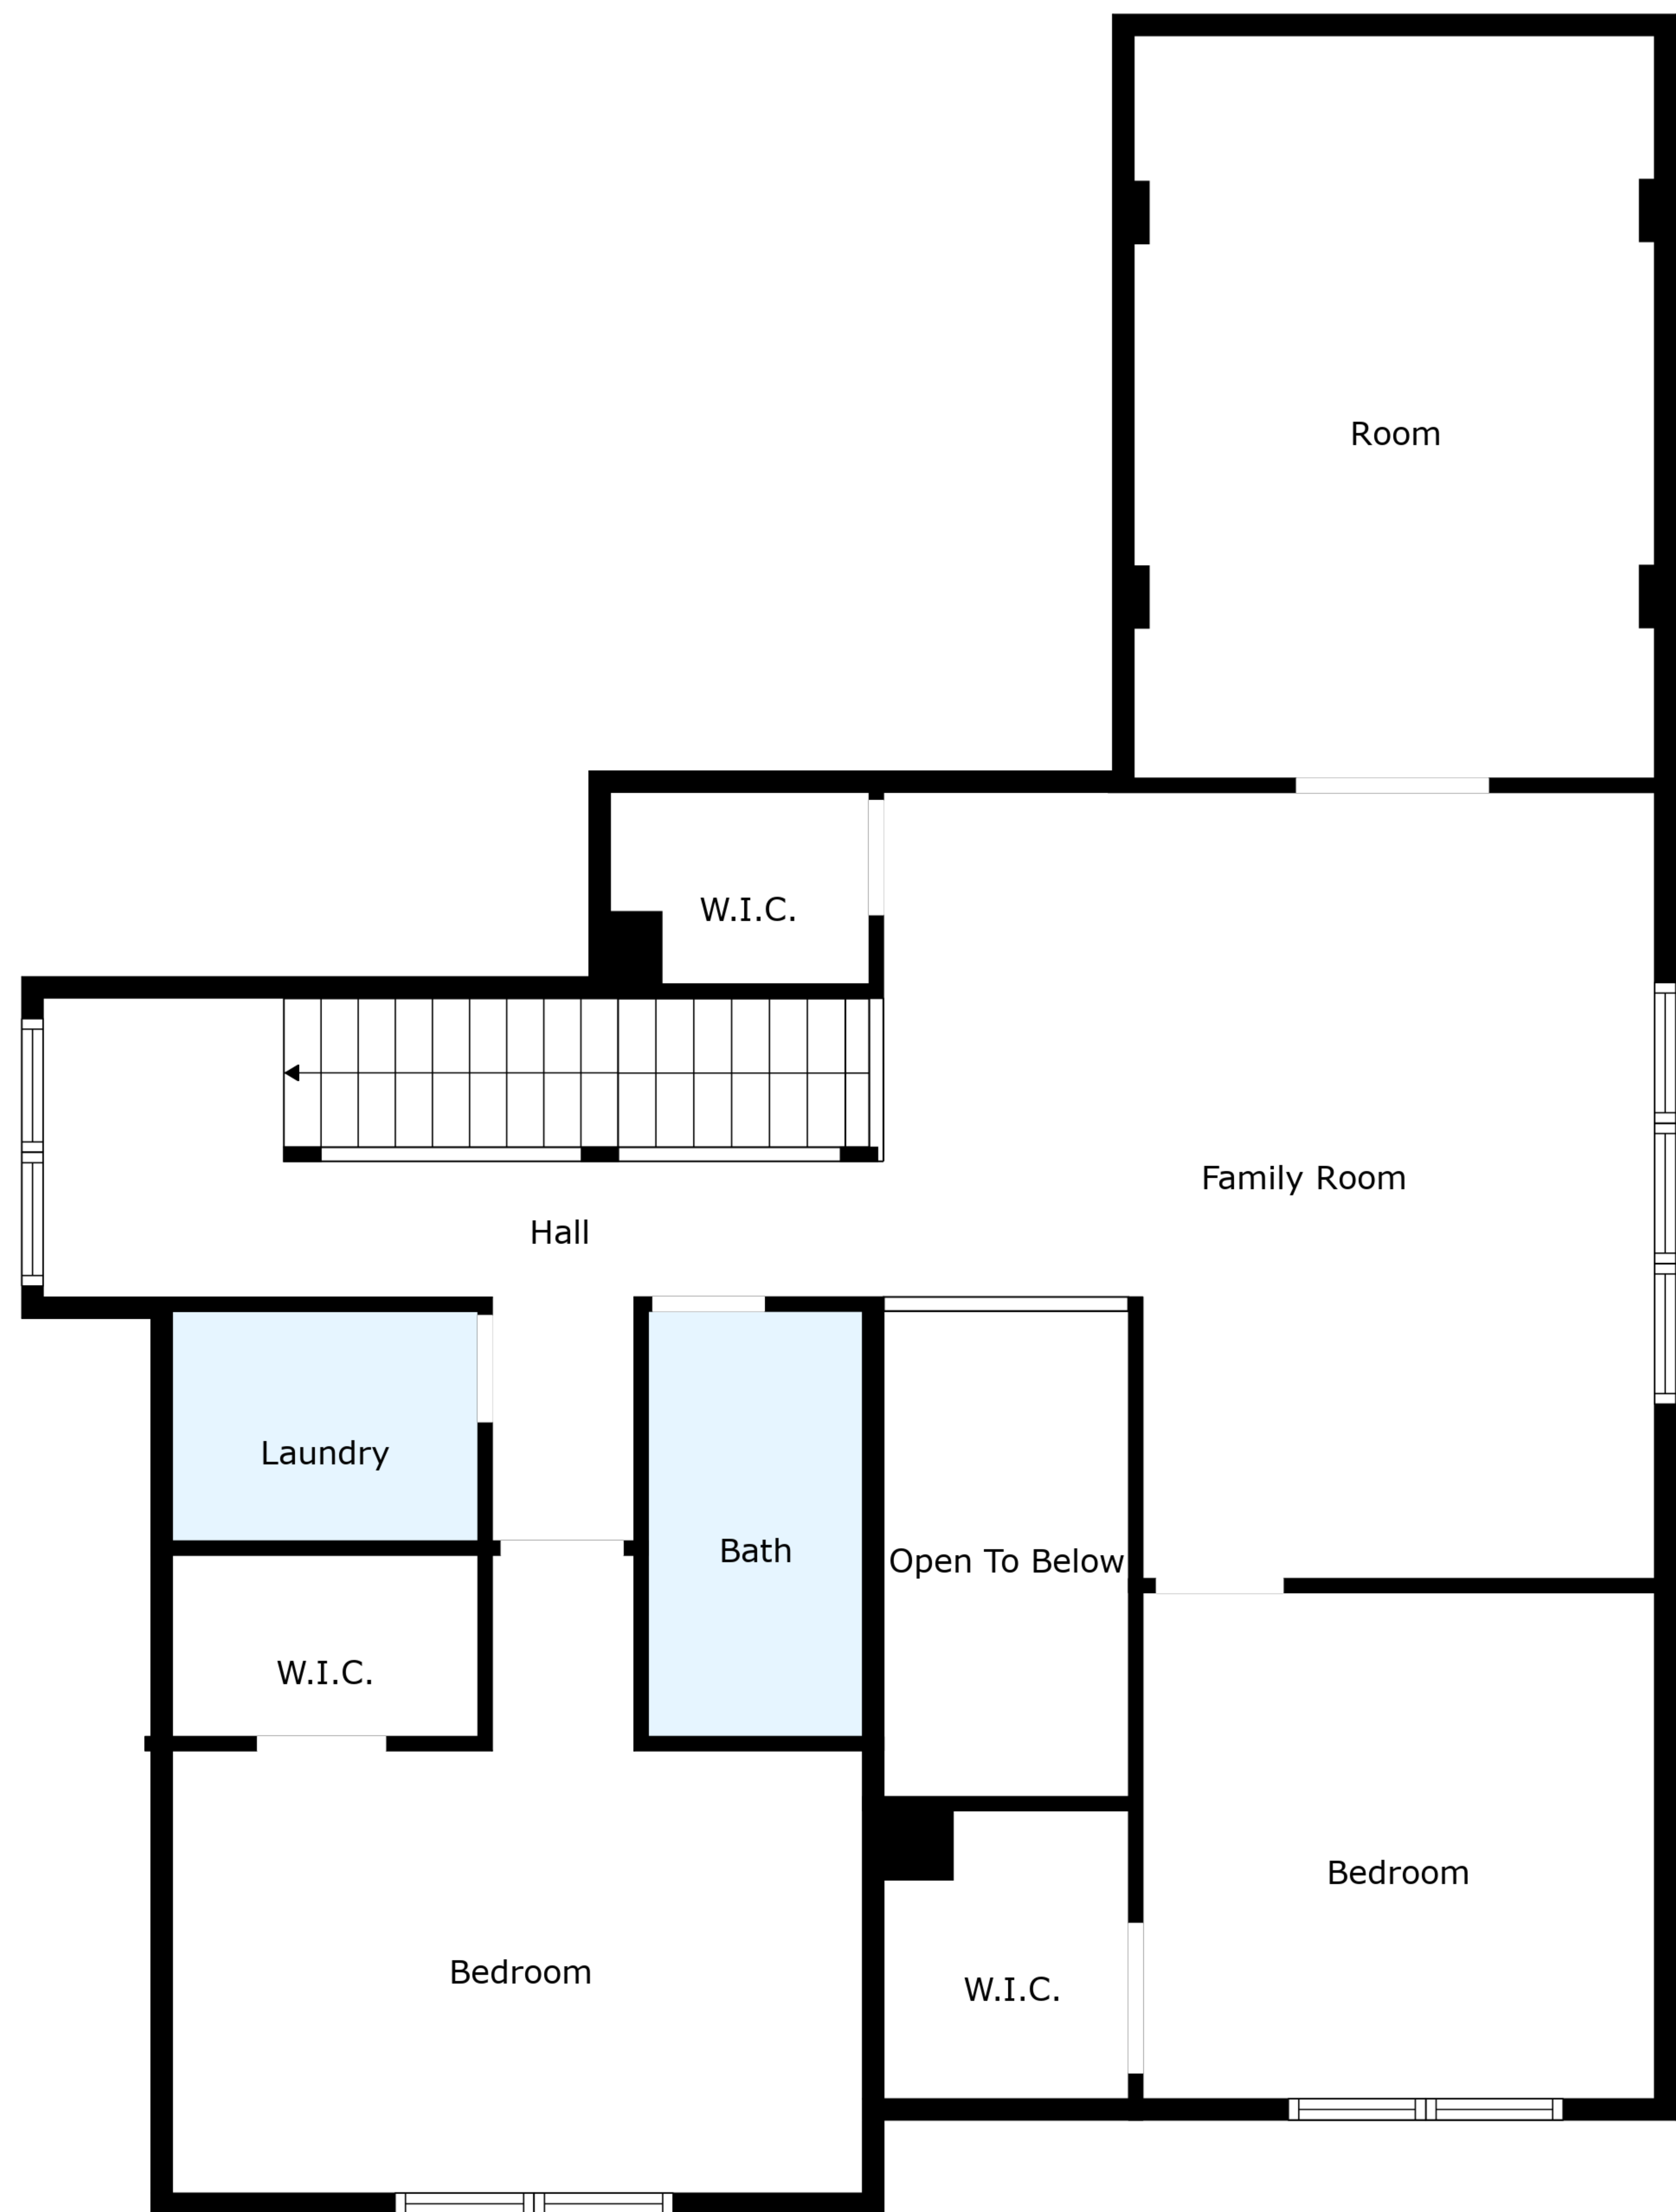 Room
W.I.C.
Family Room
Hall
Laundry
Bath
Open To Below
W.I.C.
Bedroom
Bedroom
W.I.C.